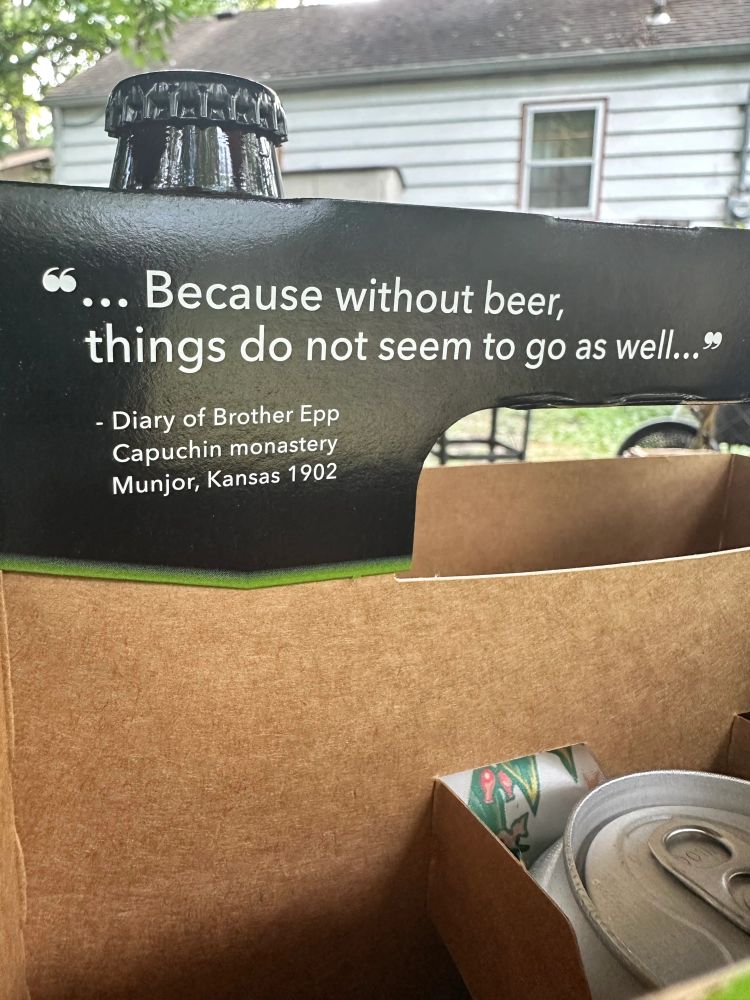 “... Because without beer,
things do not seem to go as well...”
- Diary of Brother Epp
Capuchin monastery
Munjor, Kansas 1902